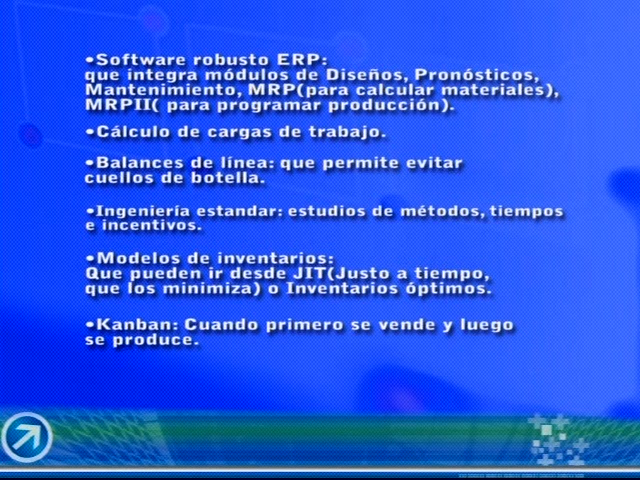 •Software robusto ERP:
que integra módulos de Diseños, Pronósticos,
Mantenimiento, MRP(para calcular materiales),
MRPII( para programar producción).
•Cálculo de cargas de trabajo.
•Balances de línea: que permite evitar
cuellos de botella.
•Ingeniería estandar: estudios de métodos, tiempos
e incentivos.
•Modelos de inventarios:
Que pueden ir desde JIT(Justo a tiempo,
que los minimiza) o Inventarios óptimos.
•Kanban: Cuando primero se vende y luego
se produce.